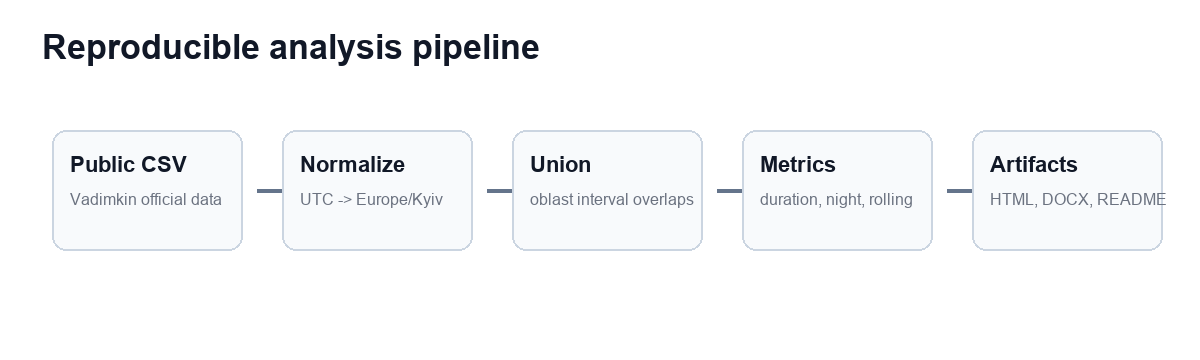 Reproducible analysis pipeline
Public CSV
Vadimkin official data
Normalize
UTC -> Europe/Kyiv
Union
oblast interval overlaps
Metrics
duration, night, rolling
Artifacts
HTML, DOCX, README